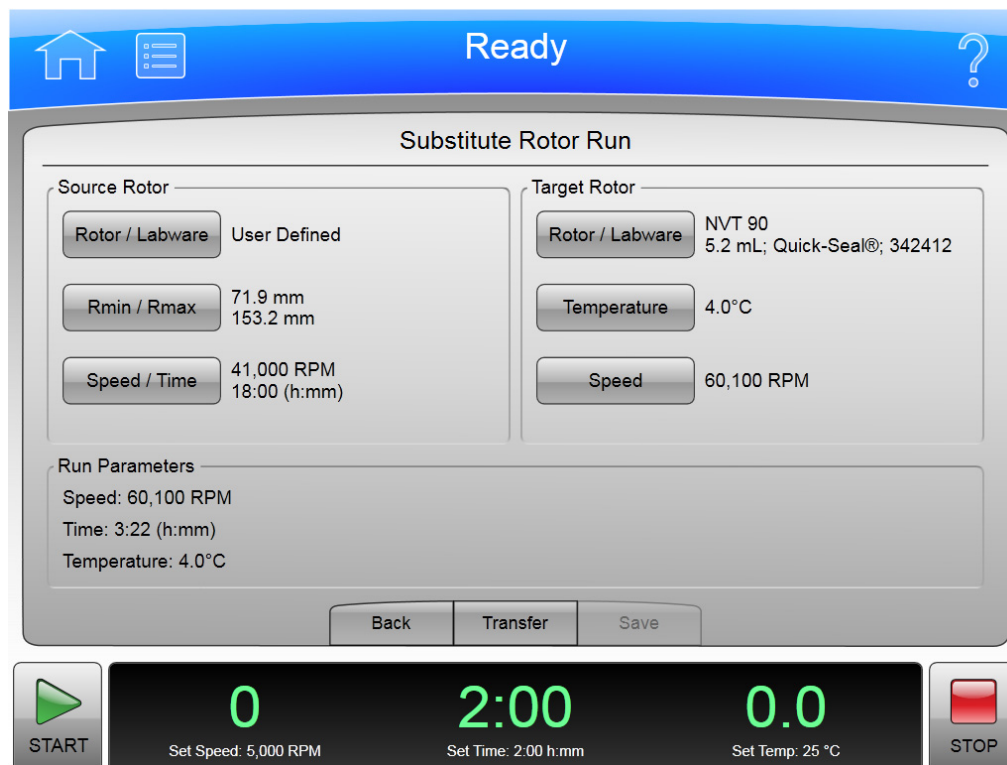 Ready
Substitute Rotor Run
Source Rotor
Rotor / Labware
User Defined
Rmin / Rmax
71.9 mm
153.2 mm
Speed / Time
41,000 RPM
18:00 (h:mm)
Target Rotor
Rotor / Labware
NVT 90
5.2 mL; Quick-Seal®; 342412
Temperature
4.0°C
Speed
60,100 RPM
Run Parameters
Speed: 60,100 RPM
Time: 3:22 (h:mm)
Temperature: 4.0°C
Back
Transfer
Save
START
0
Set Speed: 5,000 RPM
2:00
Set Time: 2:00 h:mm
0.0
Set Temp: 25 °C
STOP